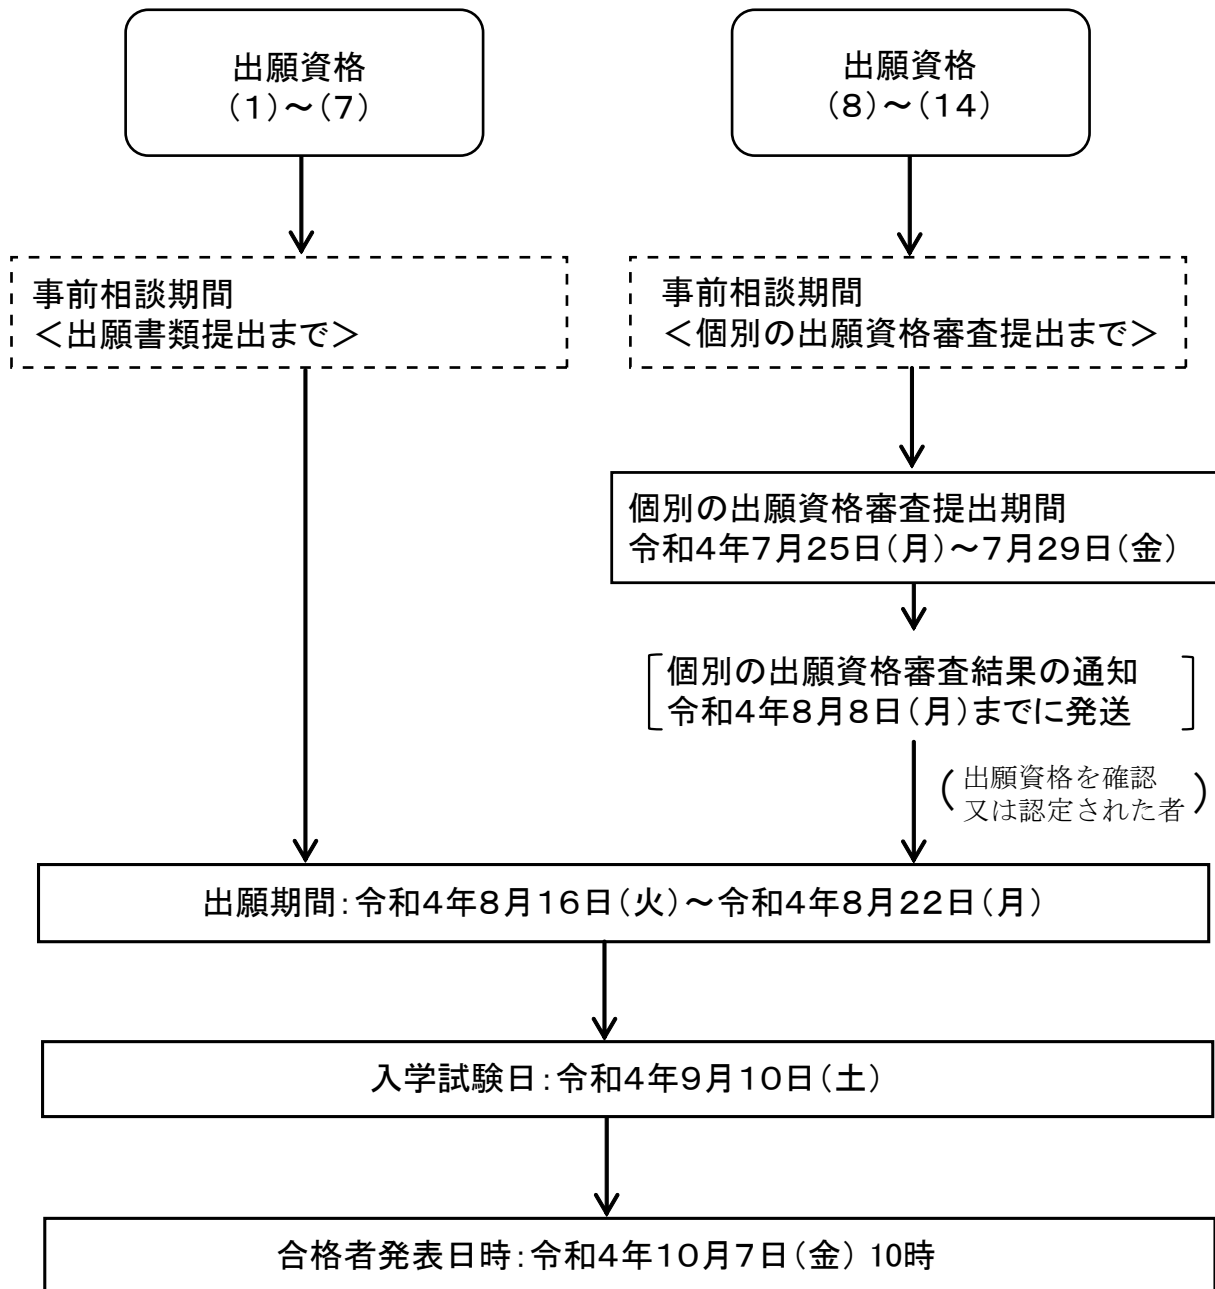 出願資格
（１）～（７）
出願資格
（８）～（１４）
事前相談期間
＜出願書類提出まで＞
事前相談期間
＜個別の出願資格審査提出まで＞
個別の出願資格審査提出期間
令和４年７月２５日（月）～７月２９日（金）
個別の出願資格審査結果の通知
令和４年８月８日（月）までに発送
（出願資格を確認
又は認定された者）
出願期間：令和４年８月１６日（火）～令和４年８月２２日（月）
入学試験日：令和４年９月１０日（土）
合格者発表日時：令和４年１０月７日（金） 10時